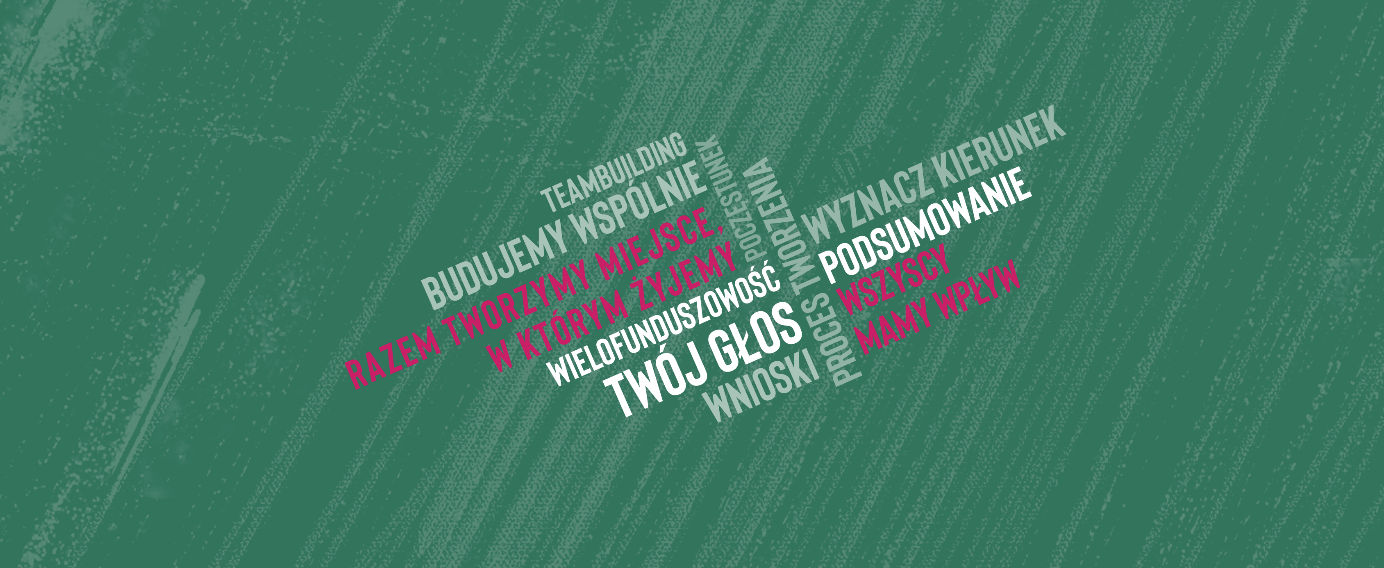 TEAMBUILDING
BUDUJEMY WSPÓLNIE
RAZEM TWORZYMY MIEJSCE,
W KTÓRYM ŻYJEMY
WIELOFUNDUSZOWOŚĆ
TWÓJ GŁOS
WNIOSKI
POCZĘSTUNEK
PROCES TWORZENIA
WYZNACZ KIERUNEK
PODSUMOWANIE
WSZYSCY
MAMY WPŁYW